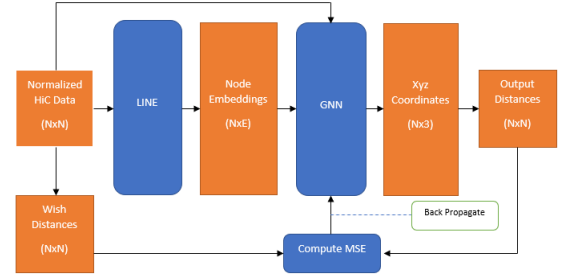 Normalized
HiC Data
(NxN)
LINE
Node
Embeddings
(NxE)
GNN
Xyz
Coordinates
(Nx3)
Output
Distances
(NxN)
Wish
Distances
(NxN)
Back Propagate
Compute MSE